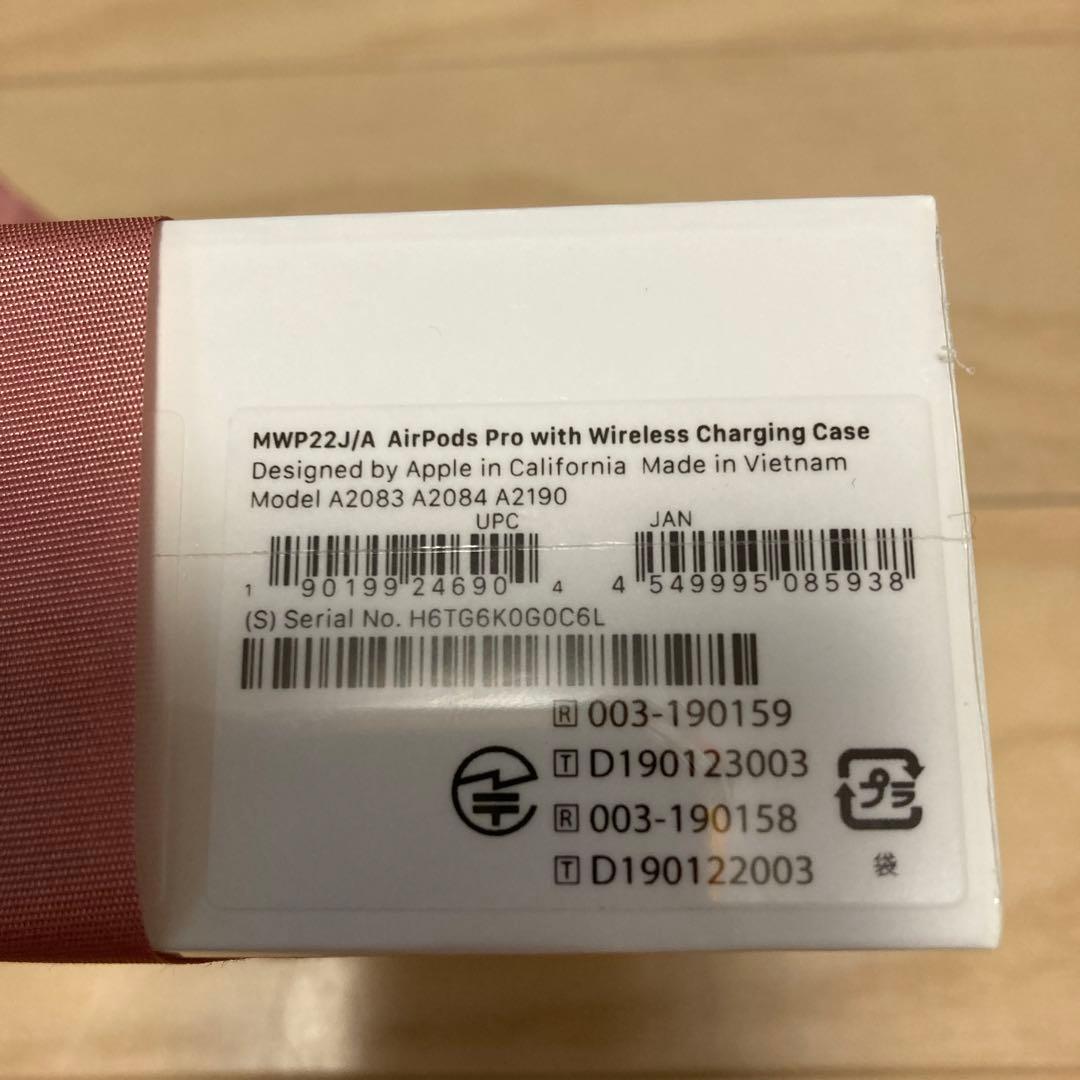 MWP22J/A AirPods Pro with Wireless Charging Case
Designed by Apple in California Made in Vietnam
Model A2083 A2084 A2190
UPC JAN
1 90199 24690 4 4 549995 085938
(S) Serial No. H6TG6K0G0C6L
R 003-190159
T D190123003
R 003-190158
T D190122003
プラ
袋